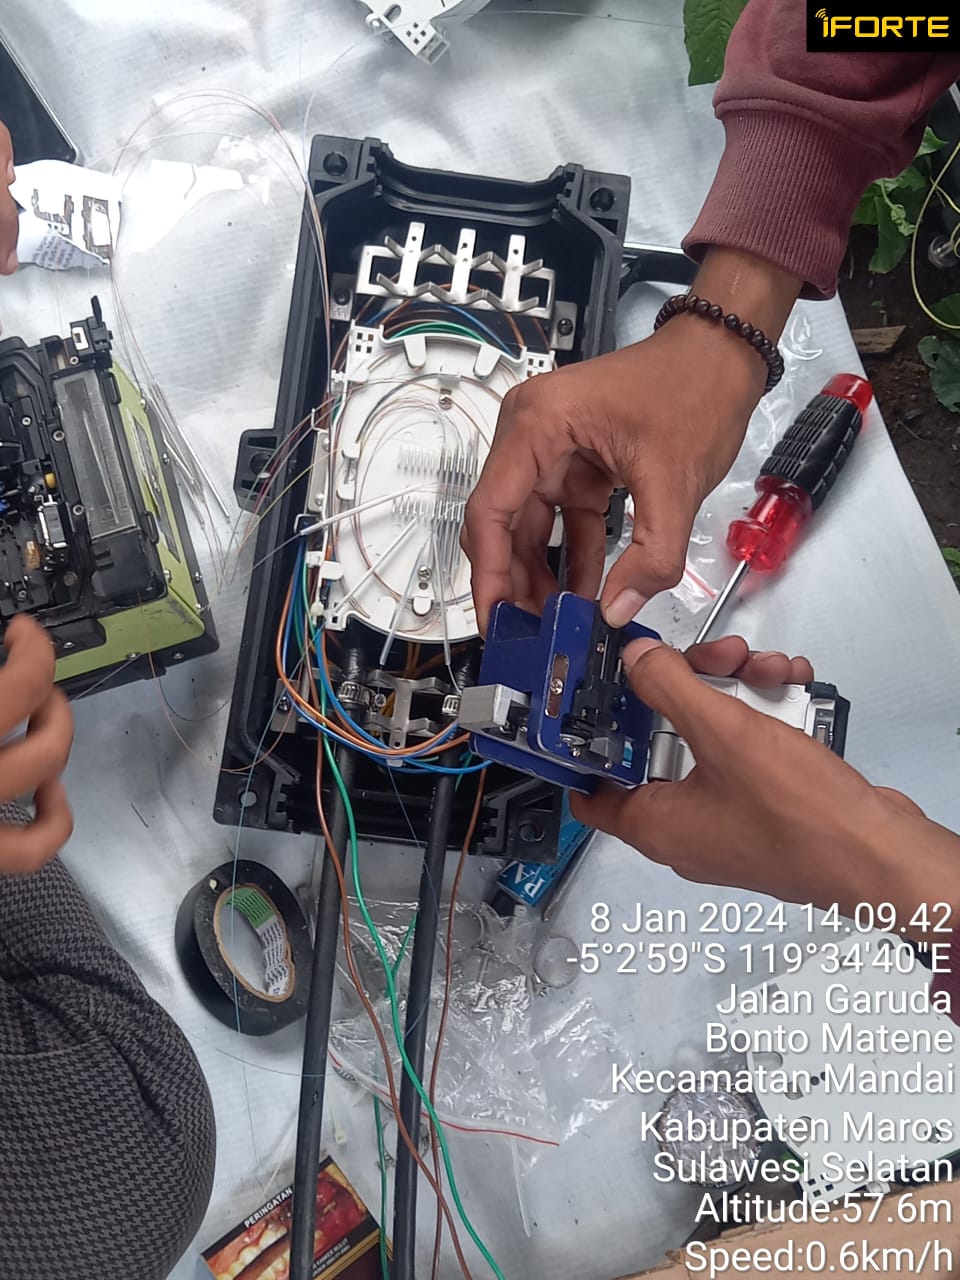 iFORTE
PERINGATAN
8 Jan 2024 14.09.42
-5°2'59"S 119°34'40"E
Jalan Garuda
Bonto Matene
Kecamatan Mandai
Kabupaten Maros
Sulawesi Selatan
Altitude:57.6m
Speed:0.6km/h